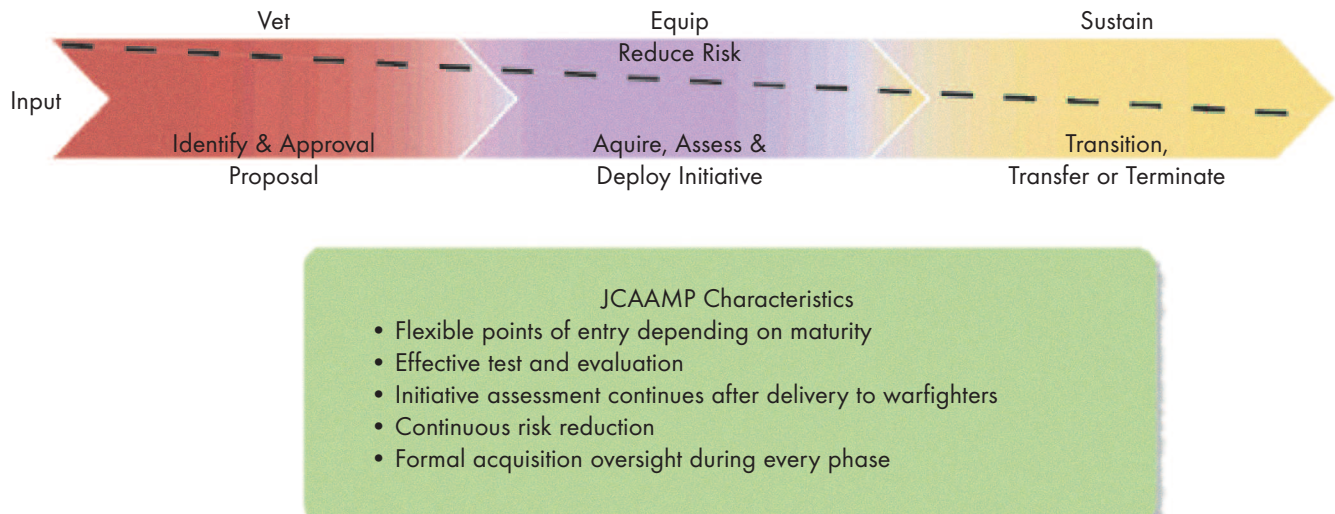 Vet
Equip
Sustain
Reduce Risk
Input
Identify & Approval
Proposal
Aquire, Assess &
Deploy Initiative
Transition,
Transfer or Terminate
JCAAMP Characteristics
• Flexible points of entry depending on maturity
• Effective test and evaluation
• Initiative assessment continues after delivery to warfighters
• Continuous risk reduction
• Formal acquisition oversight during every phase